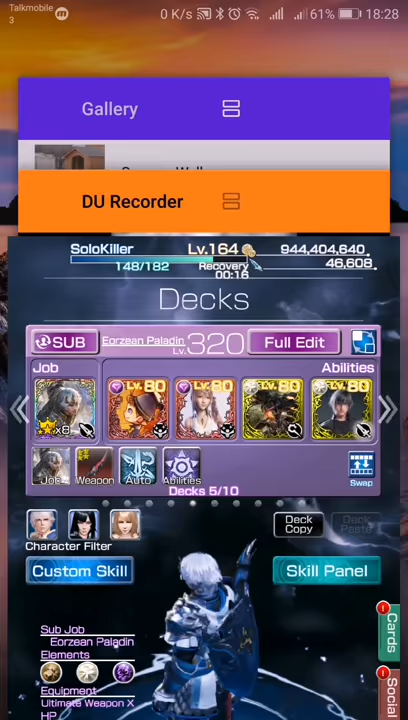 Talkmobile
3
0 K/s
61%
18:28
Gallery
DU Recorder
SoloKiller Lv.164 944,404,640
148/182 Recovery 46,608
00:16
Decks
SUB Eorzean Paladin Lv.320 Full Edit
Job Abilities
Lv.80 Lv.80 Lv.80 Lv.80
x8
Job Weapon Auto Abilities Swap
Decks 5/10
Deck
Copy
Deck
Paste
Character Filter
Custom Skill Skill Panel
Sub Job
Eorzean Paladin
Elements
Equipment
Ultimate Weapon X
HP
Cards
Social